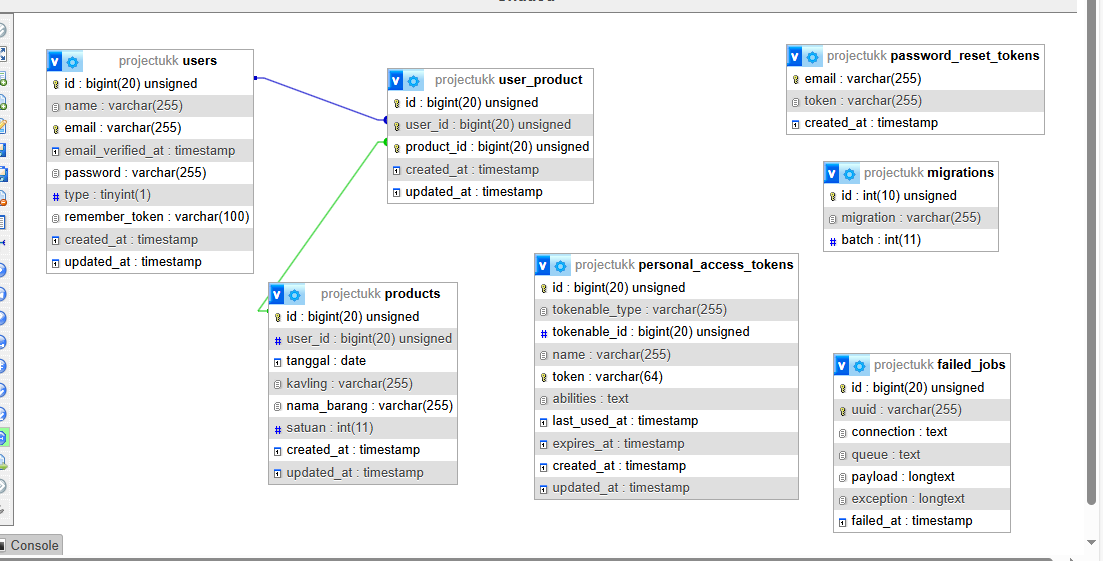 projectukk users
id : bigint(20) unsigned
name : varchar(255)
email : varchar(255)
email_verified_at : timestamp
password : varchar(255)
type : tinyint(1)
remember_token : varchar(100)
created_at : timestamp
updated_at : timestamp
projectukk user_product
id : bigint(20) unsigned
user_id : bigint(20) unsigned
product_id : bigint(20) unsigned
created_at : timestamp
updated_at : timestamp
projectukk products
id : bigint(20) unsigned
user_id : bigint(20) unsigned
tanggal : date
kavling : varchar(255)
nama_barang : varchar(255)
satuan : int(11)
created_at : timestamp
updated_at : timestamp
projectukk personal_access_tokens
id : bigint(20) unsigned
tokenable_type : varchar(255)
tokenable_id : bigint(20) unsigned
name : varchar(255)
token : varchar(64)
abilities : text
last_used_at : timestamp
expires_at : timestamp
created_at : timestamp
updated_at : timestamp
projectukk password_reset_tokens
email : varchar(255)
token : varchar(255)
created_at : timestamp
projectukk migrations
id : int(10) unsigned
migration : varchar(255)
batch : int(11)
projectukk failed_jobs
id : bigint(20) unsigned
uuid : varchar(255)
connection : text
queue : text
payload : longtext
exception : longtext
failed_at : timestamp
Console